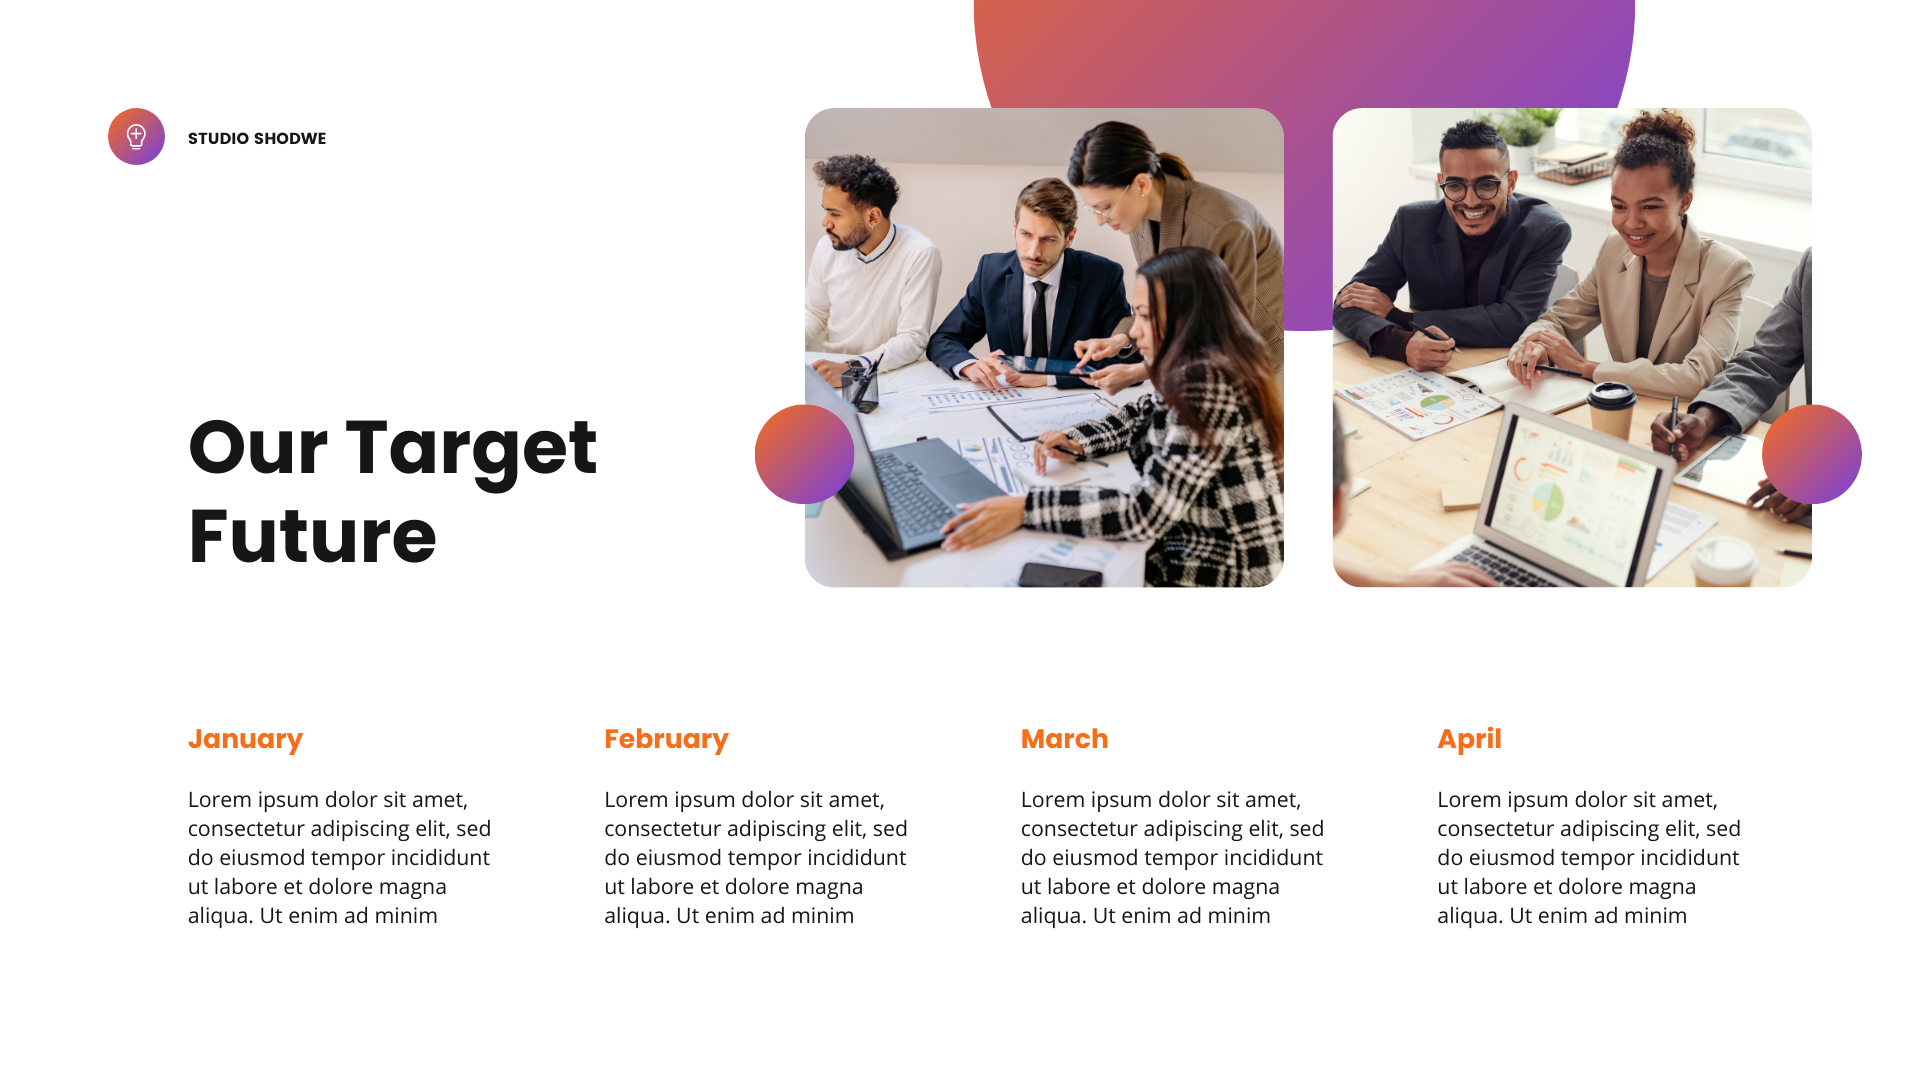 STUDIO SHODWE
Our Target
Future
January
Lorem ipsum dolor sit amet,
consectetur adipiscing elit, sed
do eiusmod tempor incididunt
ut labore et dolore magna
aliqua. Ut enim ad minim
February
Lorem ipsum dolor sit amet,
consectetur adipiscing elit, sed
do eiusmod tempor incididunt
ut labore et dolore magna
aliqua. Ut enim ad minim
March
Lorem ipsum dolor sit amet,
consectetur adipiscing elit, sed
do eiusmod tempor incididunt
ut labore et dolore magna
aliqua. Ut enim ad minim
April
Lorem ipsum dolor sit amet,
consectetur adipiscing elit, sed
do eiusmod tempor incididunt
ut labore et dolore magna
aliqua. Ut enim ad minim